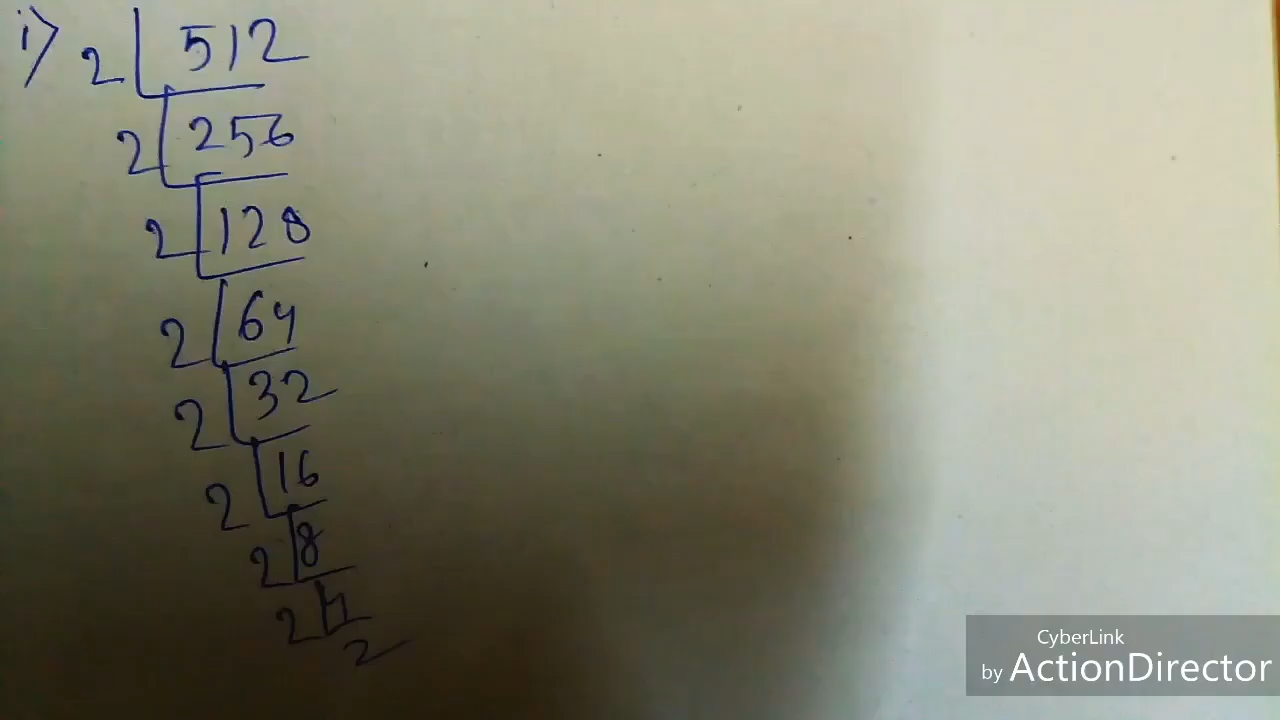 i) 2 512
2 256
2 128
2 64
2 32
2 16
2 8
2 4
2
CyberLink
by ActionDirector